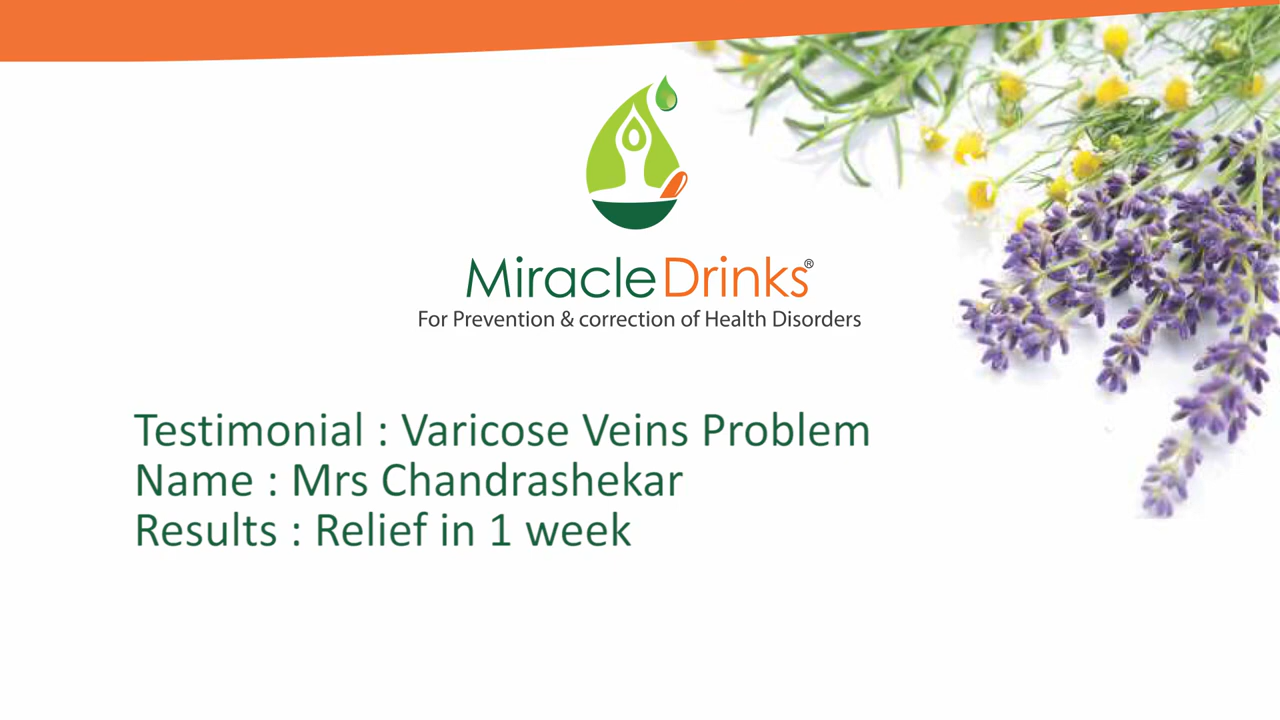 MiracleDrinks®
For Prevention & correction of Health Disorders
Testimonial : Varicose Veins Problem
Name : Mrs Chandrashekar
Results : Relief in 1 week